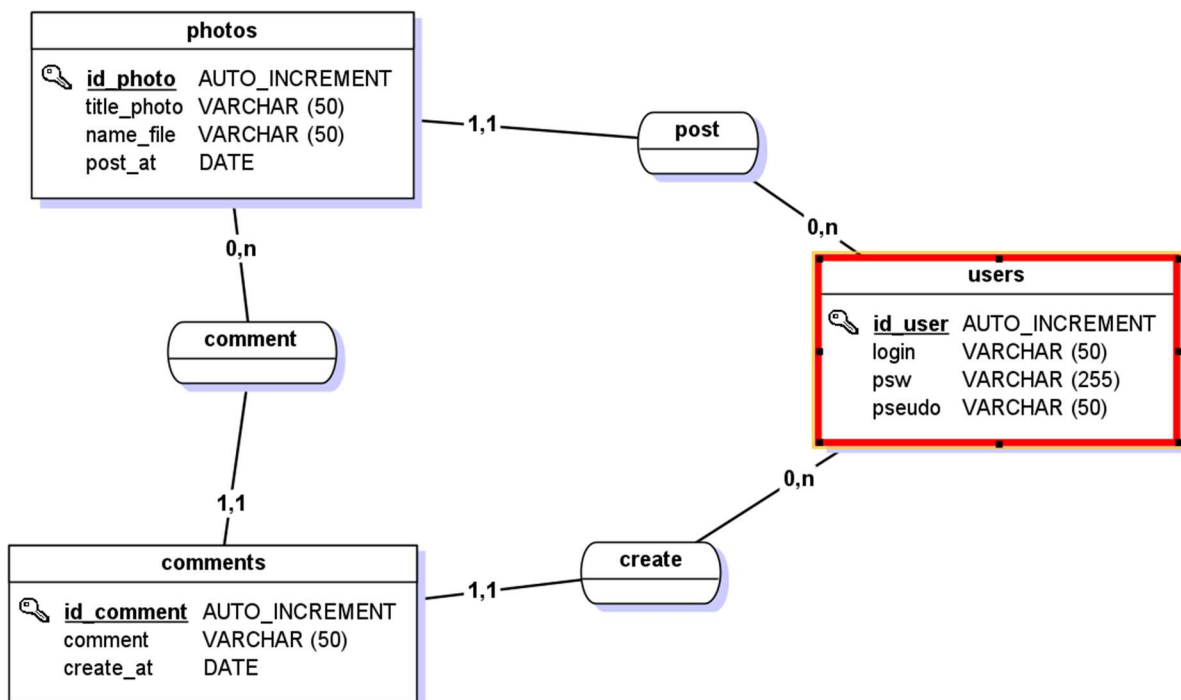 photos
id_photo AUTO_INCREMENT
title_photo VARCHAR (50)
name_file VARCHAR (50)
post_at DATE
1,1
post
0,n
0,n
users
id_user AUTO_INCREMENT
login VARCHAR (50)
psw VARCHAR (255)
pseudo VARCHAR (50)
comment
1,1
0,n
create
1,1
comments
id_comment AUTO_INCREMENT
comment VARCHAR (50)
create_at DATE